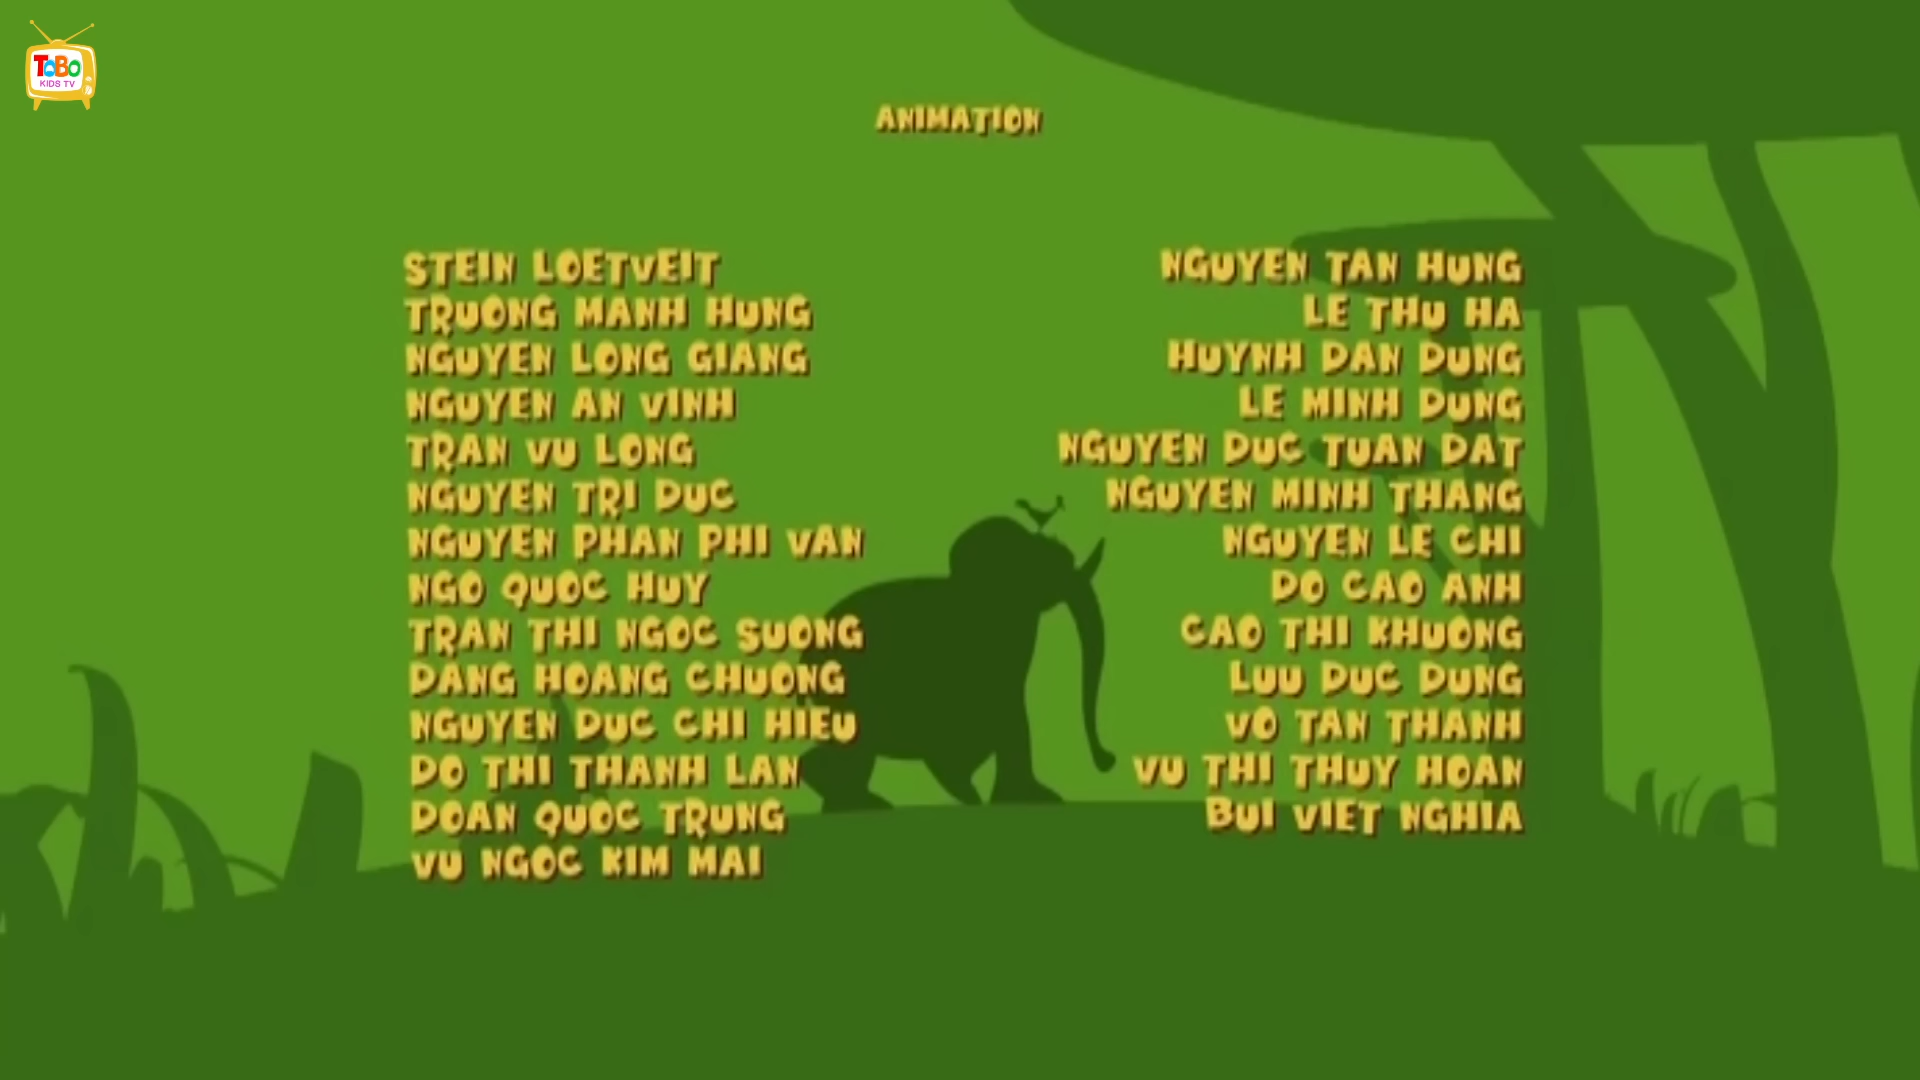 ToBo
KIDS TV
ANIMATION
STEIN LOETVEIT
TRUONG MANH HUNG
NGUYEN LONG GIANG
NGUYEN AN VINH
TRAN VU LONG
NGUYEN TRI DUC
NGUYEN PHAN PHI VAN
NGO QUOC HUY
TRAN THI NGOC SUONG
DANG HOANG CHUONG
NGUYEN DUC CHI HIEU
DO THI THANH LAN
DOAN QUOC TRUNG
VU NGOC KIM MAI
NGUYEN TAN HUNG
LE THU HA
HUYNH DAN DUNG
LE MINH DUNG
NGUYEN DUC TUAN DAT
NGUYEN MINH THANG
NGUYEN LE CHI
DO CAO ANH
CAO THI KHUONG
LUU DUC DUNG
VO TAN THANH
VU THI THUY HOAN
BUI VIET NGHIA